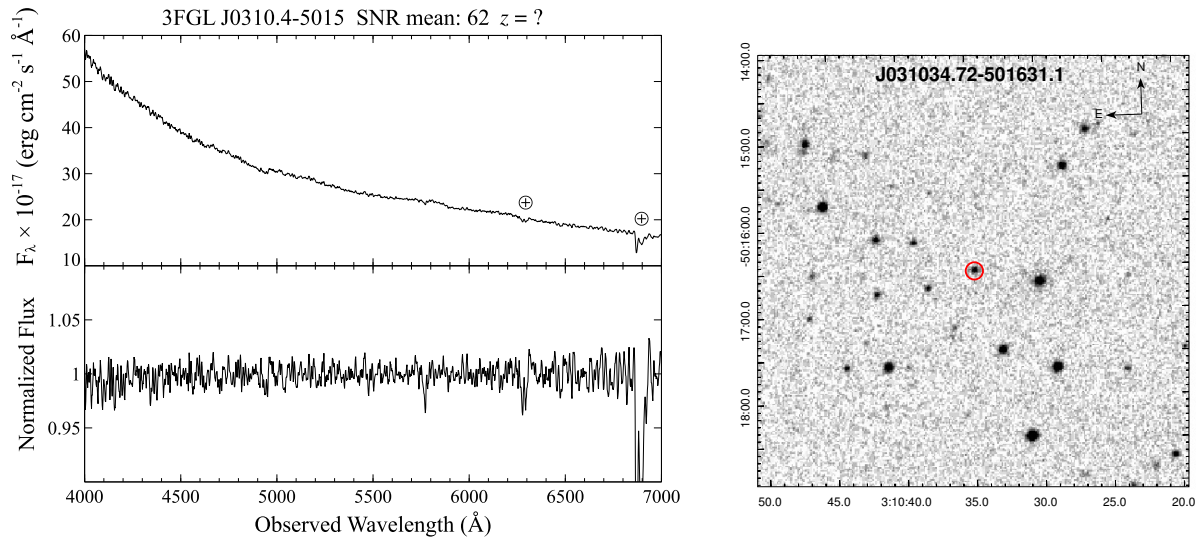 3FGL J0310.4-5015 SNR mean: 62 z = ?
F_λ × 10^-17 (erg cm^-2 s^-1 Å^-1)
60
50
40
30
20
10
⊕
⊕
Normalized Flux
1.05
1
0.95
4000 4500 5000 5500 6000 6500 7000
Observed Wavelength (Å)
J031034.72-501631.1
N
E
14:00.0
15:00.0
-50:16:00.0
17:00.0
18:00.0
50.0 45.0 3:10:40.0 35.0 30.0 25.0 20.0